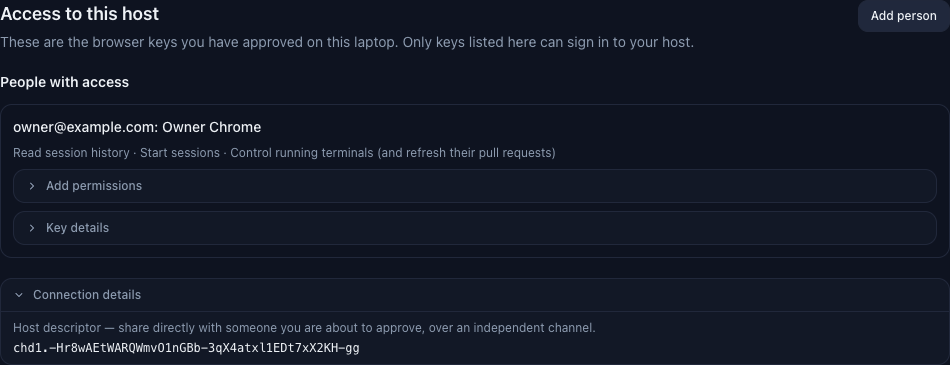 Access to this host
Add person
These are the browser keys you have approved on this laptop. Only keys listed here can sign in to your host.
People with access
owner@example.com: Owner Chrome
Read session history · Start sessions · Control running terminals (and refresh their pull requests)
Add permissions
Key details
Connection details
Host descriptor — share directly with someone you are about to approve, over an independent channel.
chd1.-Hr8wAEtWARQWmvO1nGBb-3qX4atxl1EDt7xX2KH-gg